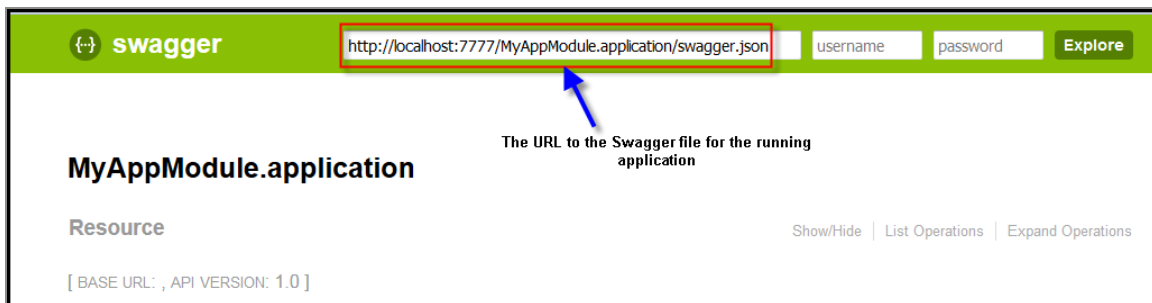 {··} swagger http://localhost:7777/MyAppModule.application/swagger.json username password Explore
The URL to the Swagger file for the running
application
MyAppModule.application
Resource Show/Hide List Operations Expand Operations
[ BASE URL: , API VERSION: 1.0 ]